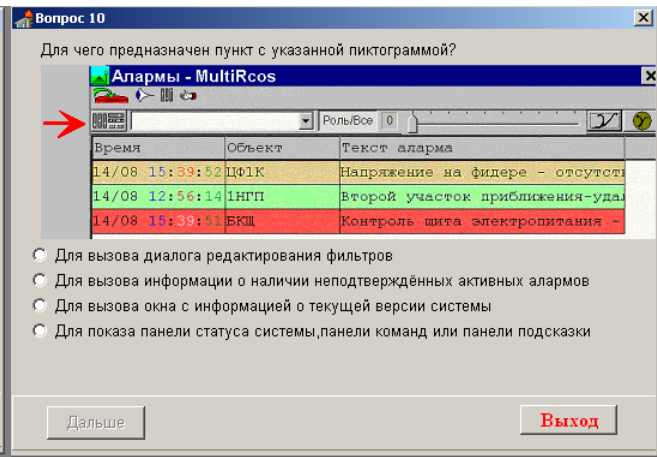 Вопрос 10
Для чего предназначен пункт с указанной пиктограммой?
Алармы - MultiRcos
Роль/Все 0
Время Объект Текст аларма
14/08 15:39:52 ЦФ1К Напряжение на фидере - отсутств
14/08 12:56:14 1НГП Второй участок приближения-уда
14/08 15:39:51 БКЩ Контроль щита электропитания -
Для вызова диалога редактирования фильтров
Для вызова информации о наличии неподтверждённых активных алармов
Для вызова окна с информацией о текущей версии системы
Для показа панели статуса системы,панели команд или панели подсказки
Дальше
Выход